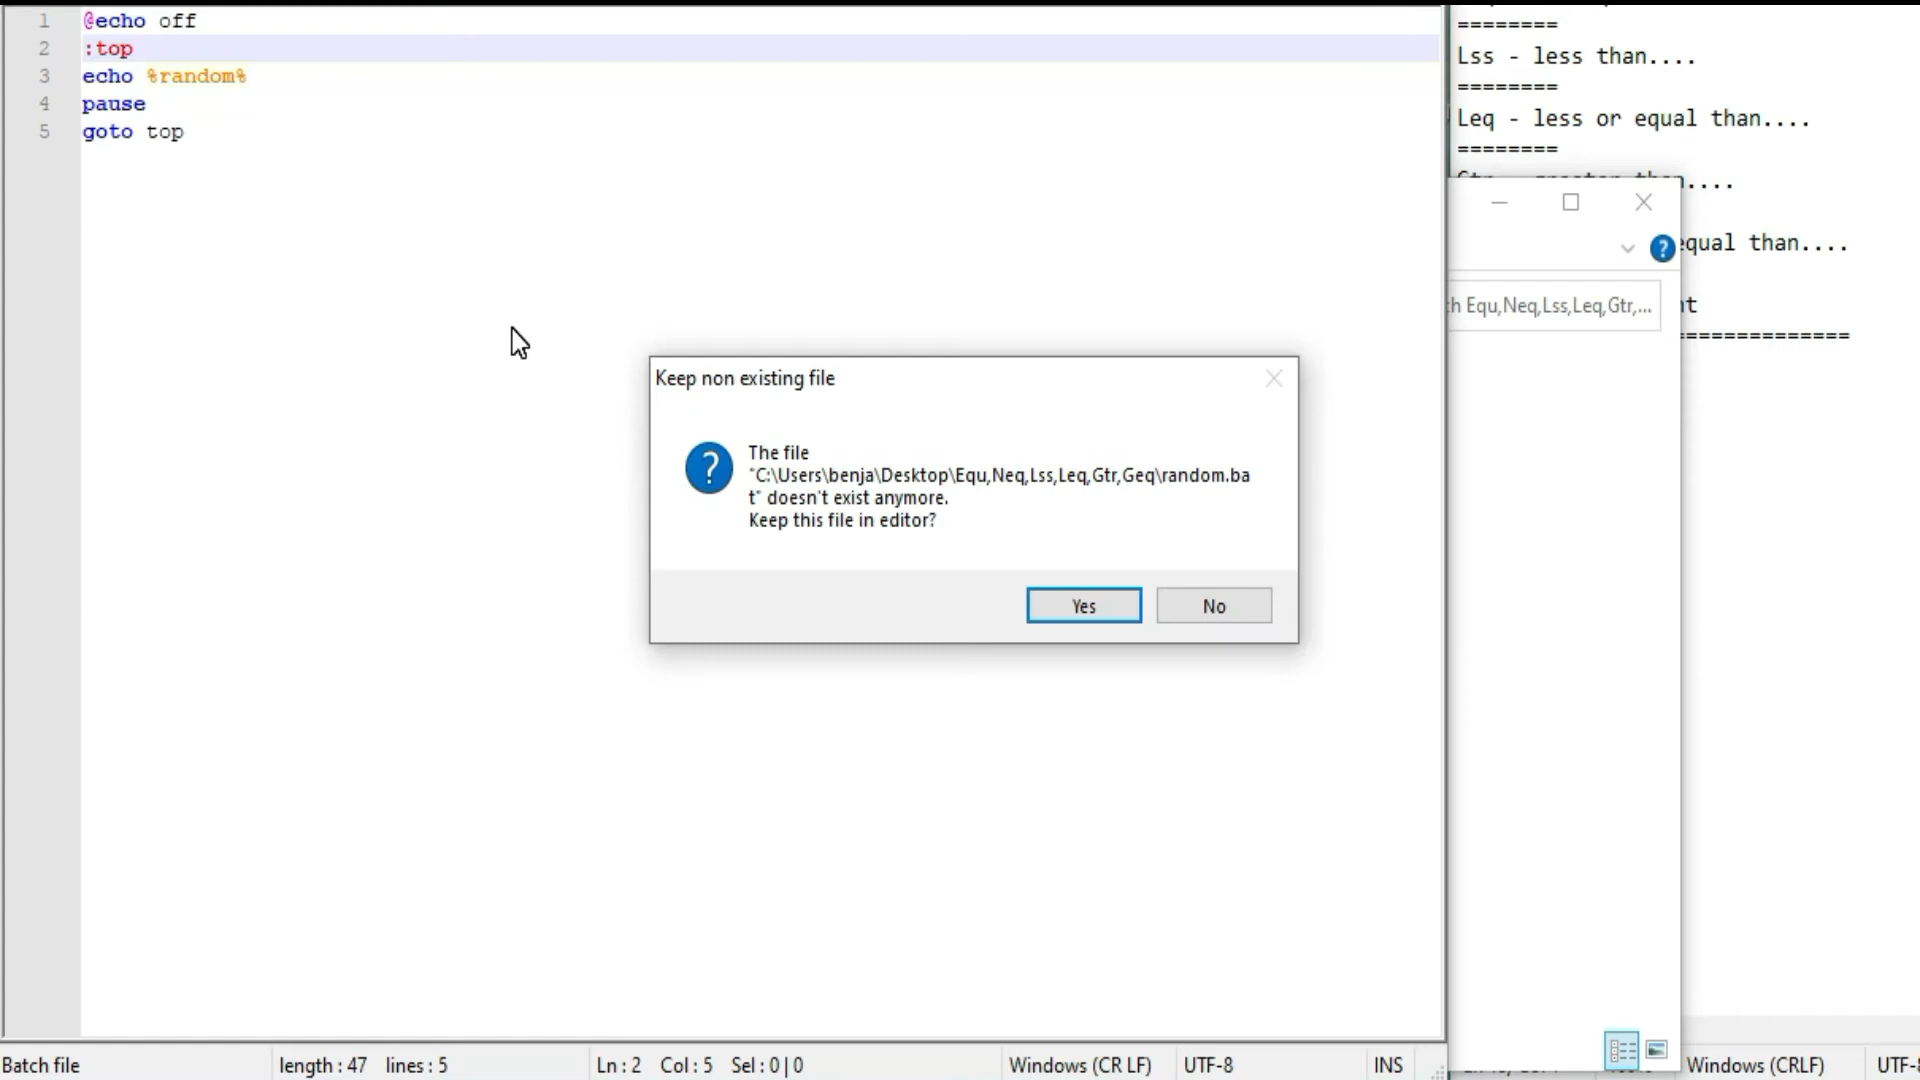 1 @echo off
2 :top
3 echo %random%
4 pause
5 goto top
========
Lss - less than....
========
Leq - less or equal than....
========
than....
equal than....
Equ,Neq,Lss,Leq,Gtr,...
===============
Keep non existing file
The file
"C:\Users\benja\Desktop\Equ,Neq,Lss,Leq,Gtr,Geq\random.ba
t" doesn't exist anymore.
Keep this file in editor?
Yes
No
Batch file
length : 47 lines : 5
Ln : 2 Col : 5 Sel : 0 | 0
Windows (CR LF)
UTF-8
INS
Windows (CRLF)
UTF-8